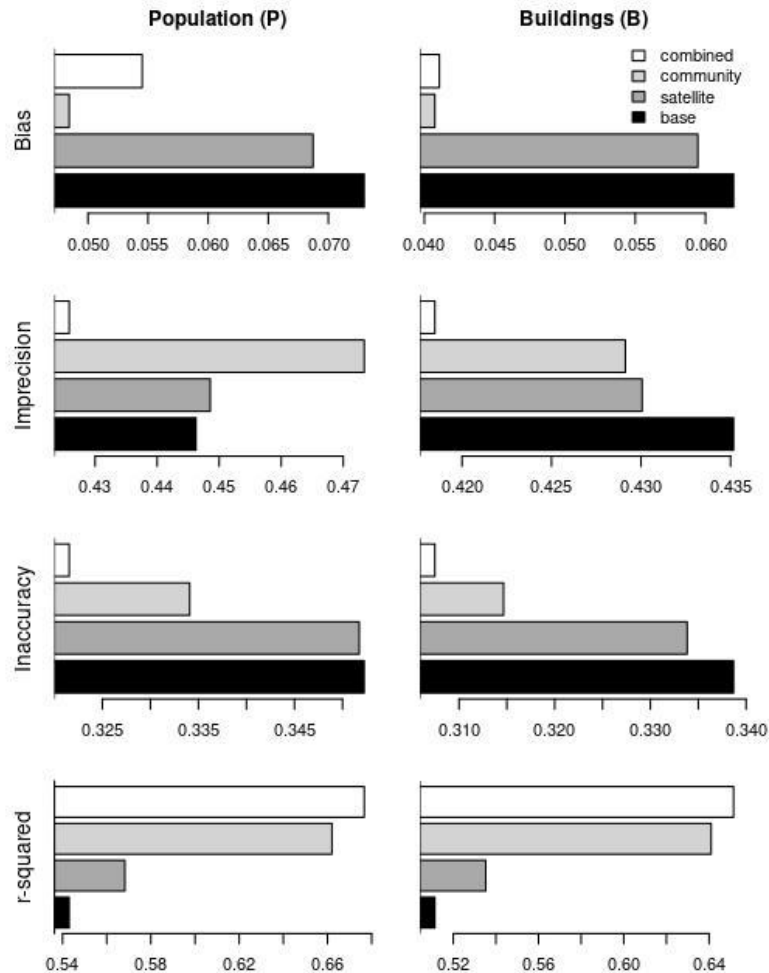 Population (P)
Buildings (B)
Bias
combined
community
satellite
base
0.050 0.055 0.060 0.065 0.070
0.040 0.045 0.050 0.055 0.060
Imprecision
0.43 0.44 0.45 0.46 0.47
0.420 0.425 0.430 0.435
Inaccuracy
0.325 0.335 0.345
0.310 0.320 0.330 0.340
r-squared
0.54 0.58 0.62 0.66
0.52 0.56 0.60 0.64